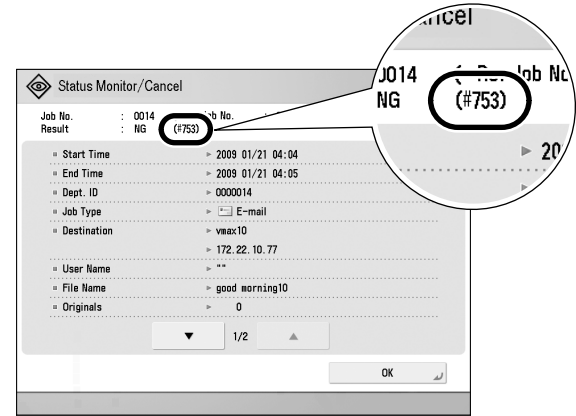 Status Monitor/Cancel
Job No. : 0014 Job No. :
Result : NG (#753)
Start Time 2009 01/21 04:04
End Time 2009 01/21 04:05
Dept. ID 0000014
Job Type E-mail
Destination vmax10
172.22.10.77
User Name ""
File Name good morning10
Originals 0
▼ 1/2 ▲
OK
ncel
0014 Job No
NG (#753)
20